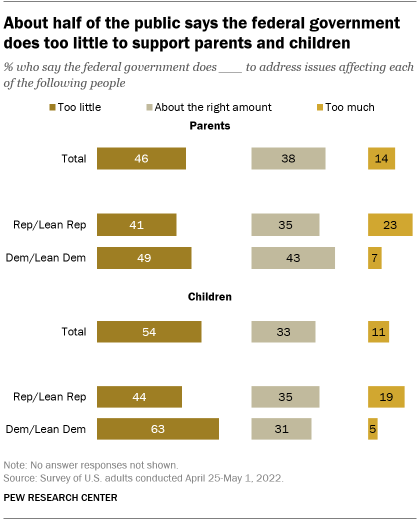 About half of the public says the federal government
does too little to support parents and children
% who say the federal government does ___ to address issues affecting each
of the following people
Too little About the right amount Too much
Parents
Total 46 38 14
Rep/Lean Rep 41 35 23
Dem/Lean Dem 49 43 7
Children
Total 54 33 11
Rep/Lean Rep 44 35 19
Dem/Lean Dem 63 31 5
Note: No answer responses not shown.
Source: Survey of U.S. adults conducted April 25-May 1, 2022.
PEW RESEARCH CENTER